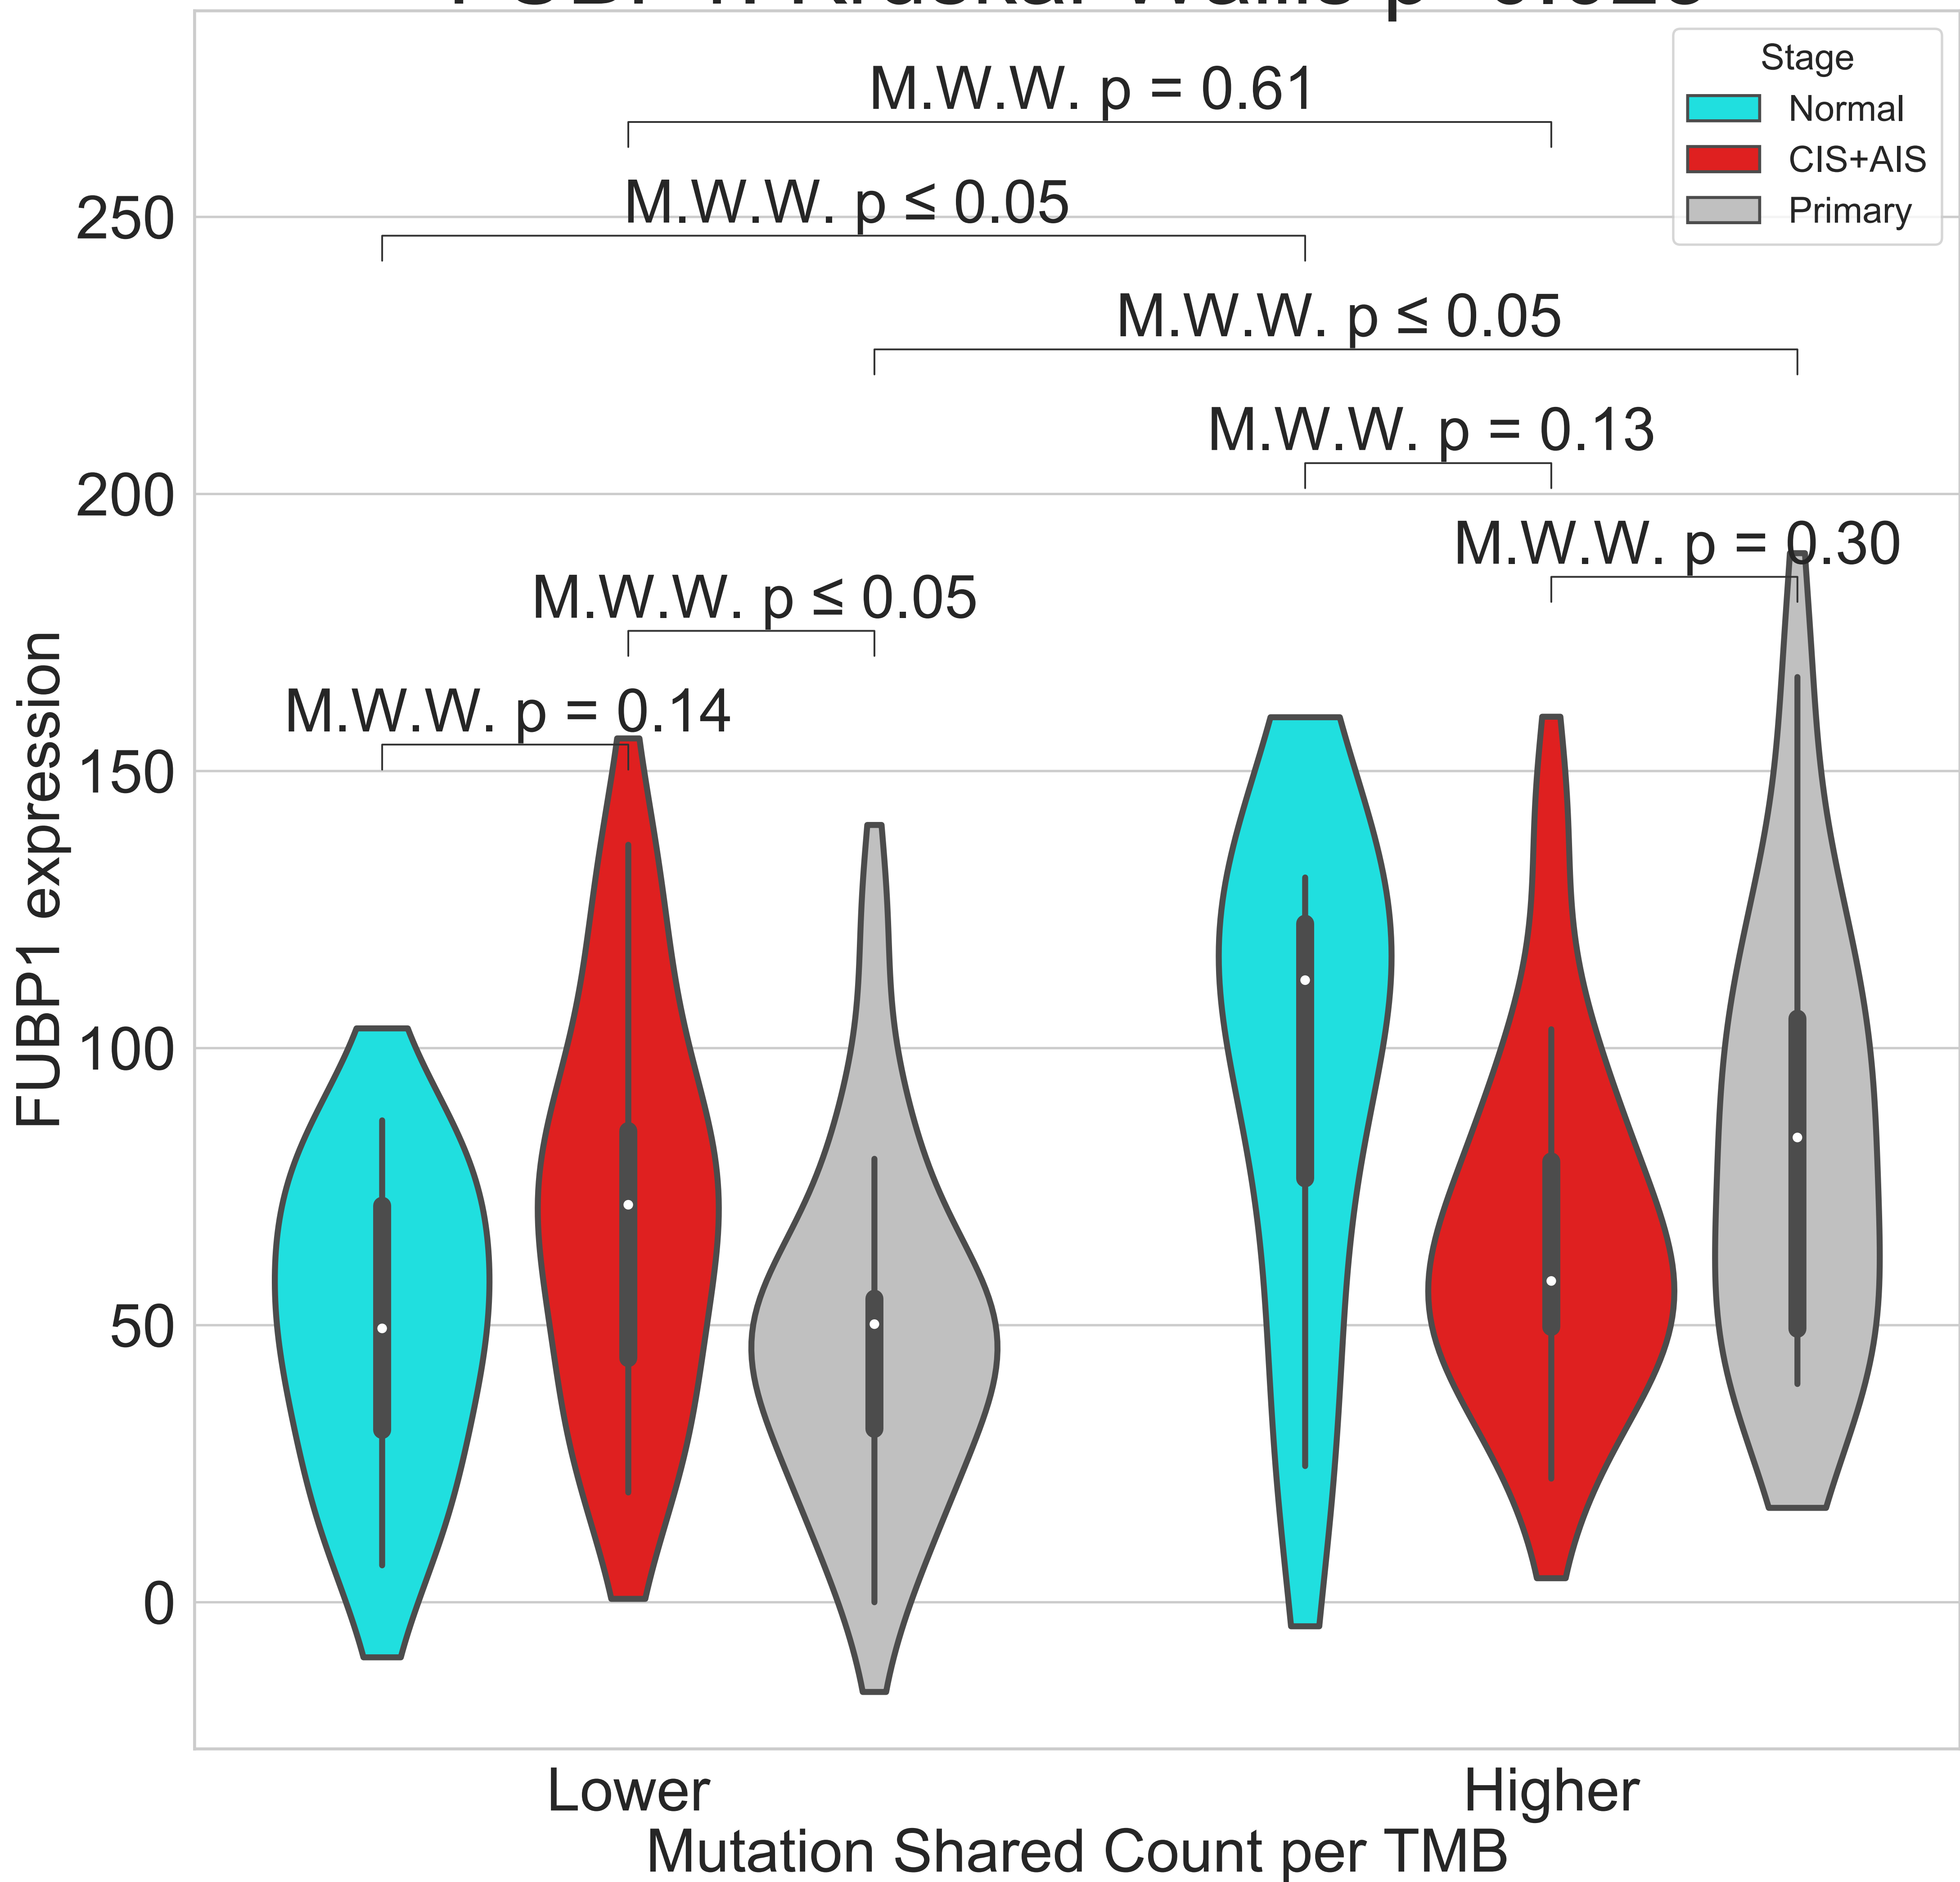 Stage
Normal
CIS+AIS
Primary
M.W.W. p = 0.61
M.W.W. p ≤ 0.05
M.W.W. p ≤ 0.05
M.W.W. p = 0.13
M.W.W. p = 0.30
M.W.W. p ≤ 0.05
M.W.W. p = 0.14
FUBP1 expression
250
200
150
100
50
0
Lower
Higher
Mutation Shared Count per TMB